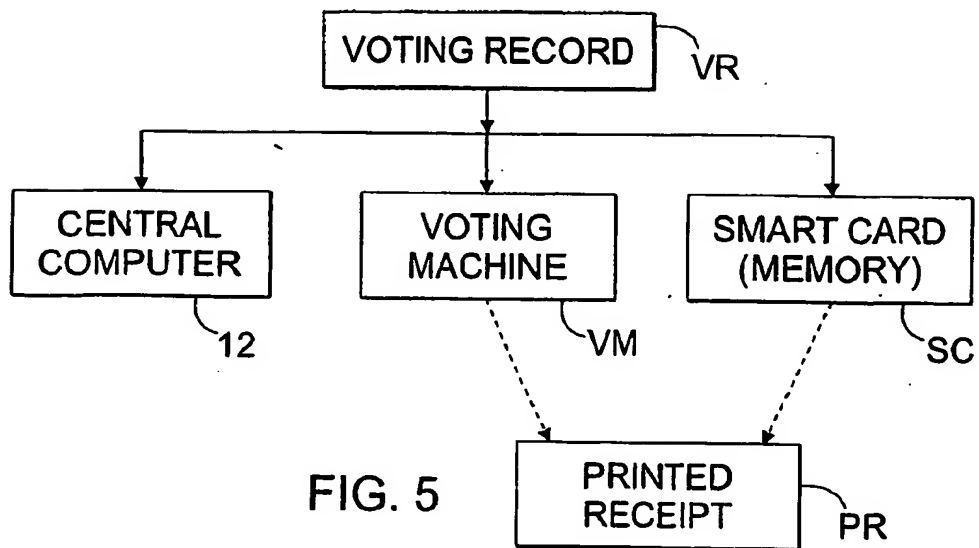 VOTING RECORD
VR
CENTRAL
COMPUTER
12
VOTING
MACHINE
VM
SMART CARD
(MEMORY)
SC
PRINTED
RECEIPT
PR
FIG. 5